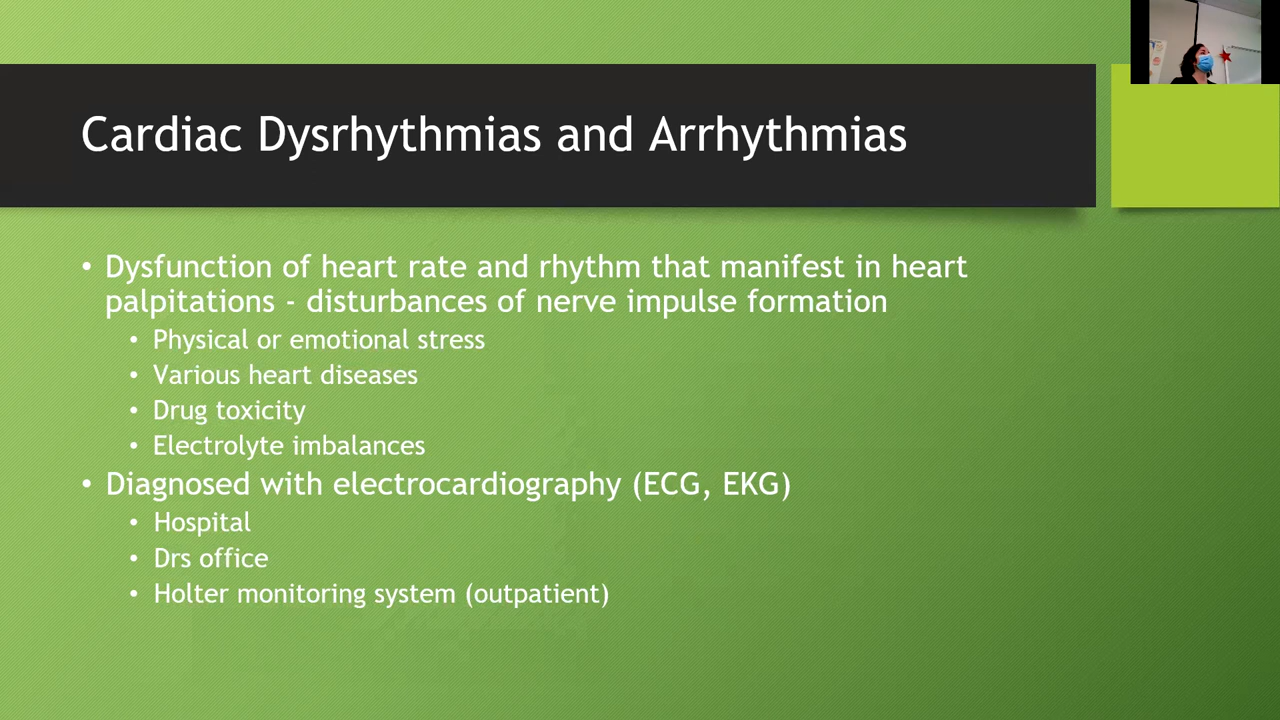 Cardiac Dysrhythmias and Arrhythmias
• Dysfunction of heart rate and rhythm that manifest in heart
palpitations - disturbances of nerve impulse formation
• Physical or emotional stress
• Various heart diseases
• Drug toxicity
• Electrolyte imbalances
• Diagnosed with electrocardiography (ECG, EKG)
• Hospital
• Drs office
• Holter monitoring system (outpatient)